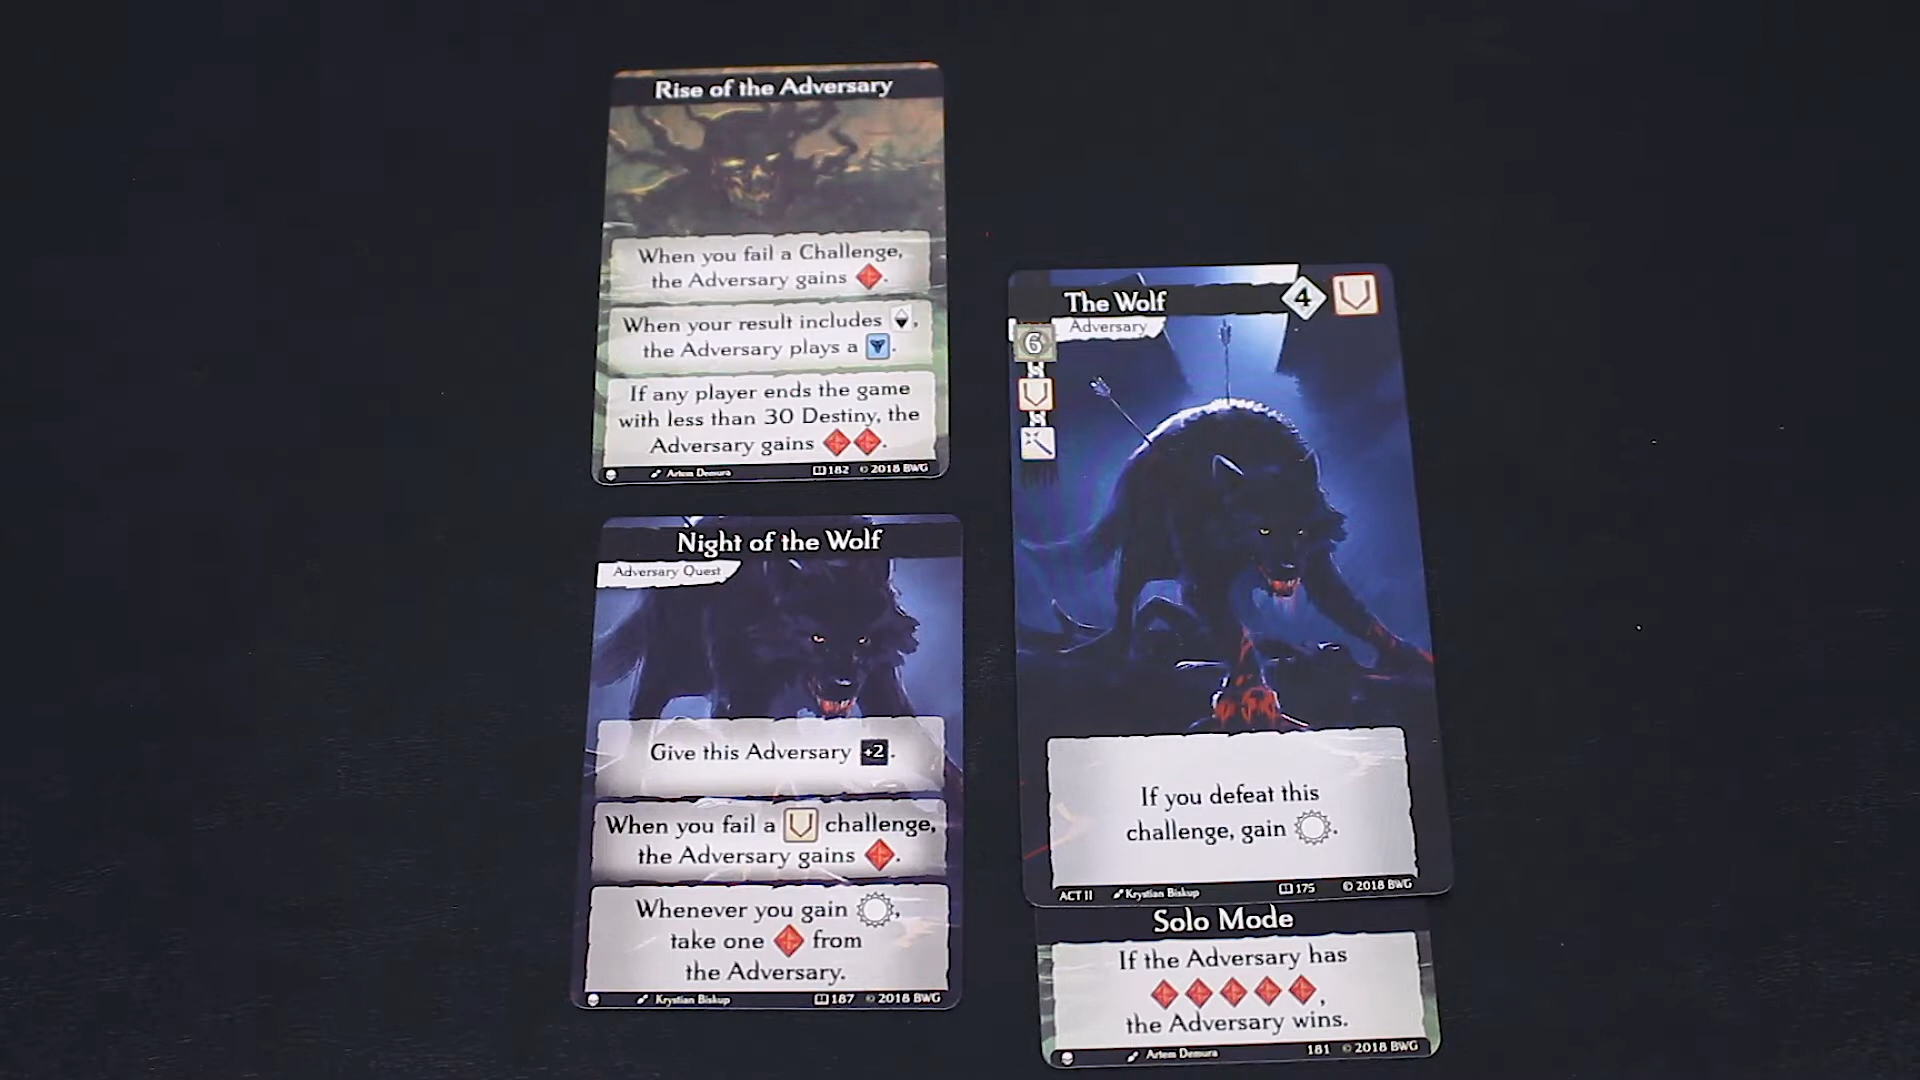 Rise of the Adversary
When you fail a Challenge,
the Adversary gains .
When your result includes ,
the Adversary plays a .
If any player ends the game
with less than 30 Destiny, the
Adversary gains .
Artem Demura 182 © 2018 BWG
Night of the Wolf
Adversary Quest
Give this Adversary +2.
When you fail a challenge,
the Adversary gains .
Whenever you gain ,
take one from
the Adversary.
Krystian Biskup 187 © 2018 BWG
The Wolf 4
Adversary
6
If you defeat this
challenge, gain .
ACT II Krystian Biskup 175 © 2018 BWG
Solo Mode
If the Adversary has
,
the Adversary wins.
Artem Demura 181 © 2018 BWG